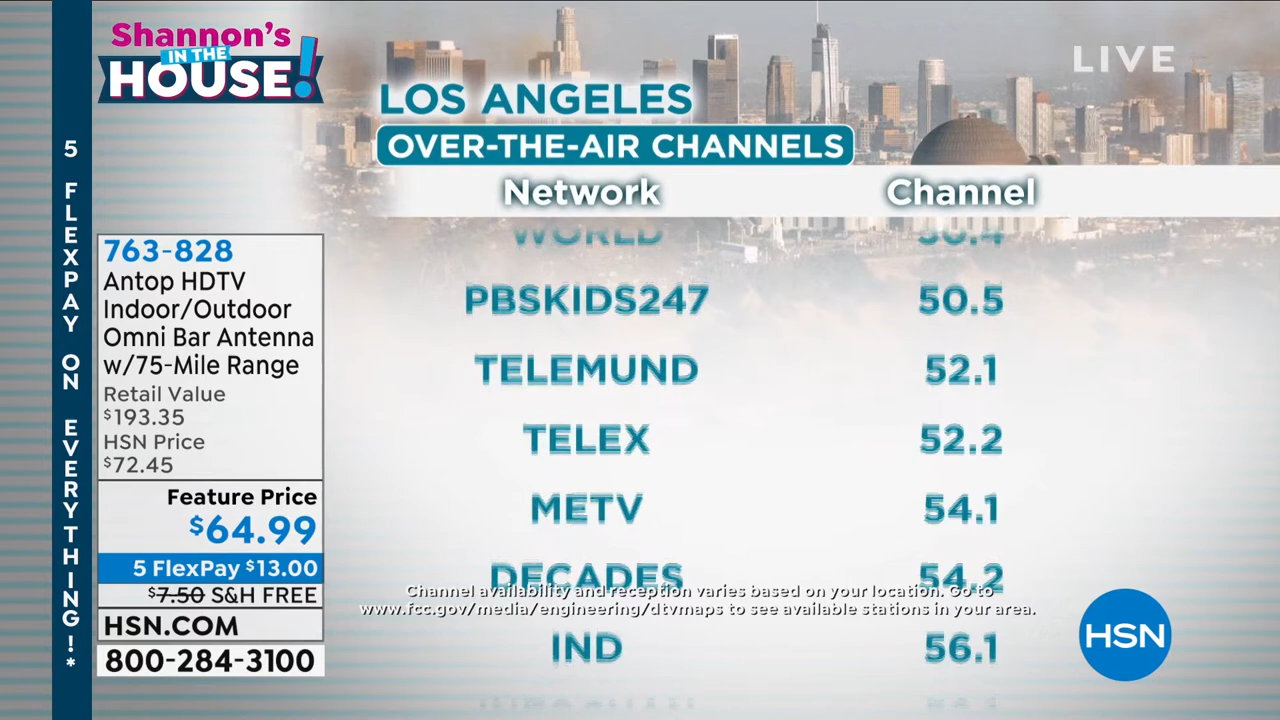 Shannon's
IN THE
HOUSE!
LIVE
5 FLEXPAY ON EVERYTHING!*
LOS ANGELES
OVER-THE-AIR CHANNELS
Network Channel
WORLD 50.4
PBSKIDS247 50.5
TELEMUND 52.1
TELEX 52.2
METV 54.1
DECADES 54.2
IND 56.1
Channel availability and reception varies based on your location. Go to
www.fcc.gov/media/engineering/dtvmaps to see available stations in your area.
763-828
Antop HDTV
Indoor/Outdoor
Omni Bar Antenna
w/75-Mile Range
Retail Value
$193.35
HSN Price
$72.45
Feature Price
$64.99
5 FlexPay $13.00
$7.50 S&H FREE
HSN.COM
800-284-3100
HSN